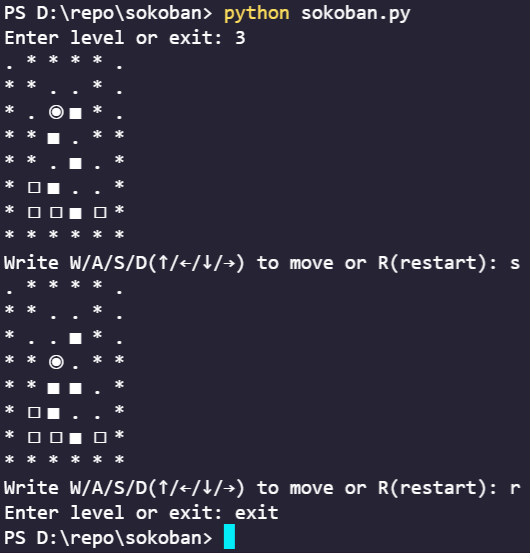 PS D:\repo\sokoban> python sokoban.py
Enter level or exit: 3
. * * * * .
* * . . * .
* . ◉ ■ * .
* * ■ . * *
* * . ■ . *
* □ ■ . . *
* □ □ ■ □ *
* * * * * *
Write W/A/S/D(↑/←/↓/→) to move or R(restart): s
. * * * * .
* * . . * .
* . . ■ * .
* * ◉ . * *
* * ■ ■ . *
* □ ■ . . *
* □ □ ■ □ *
* * * * * *
Write W/A/S/D(↑/←/↓/→) to move or R(restart): r
Enter level or exit: exit
PS D:\repo\sokoban>